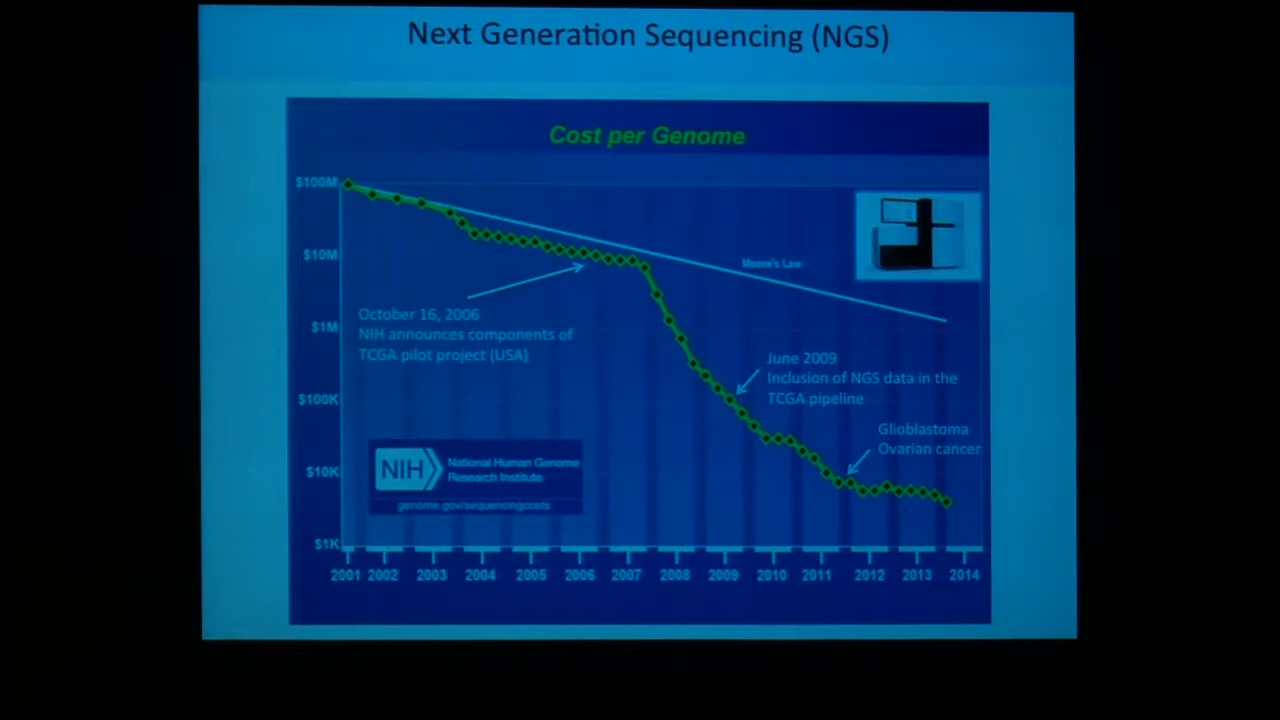 Next Generation Sequencing (NGS)
Cost per Genome
$100M
$10M
$1M
$100K
$10K
$1K
Moore's Law
October 16, 2006
NIH announces components of
TCGA pilot project (USA)
June 2009
Inclusion of NGS data in the
TCGA pipeline
Glioblastoma
Ovarian cancer
NIH
National Human Genome
Research Institute
genome.gov/sequencingcosts
2001 2002 2003 2004 2005 2006 2007 2008 2009 2010 2011 2012 2013 2014